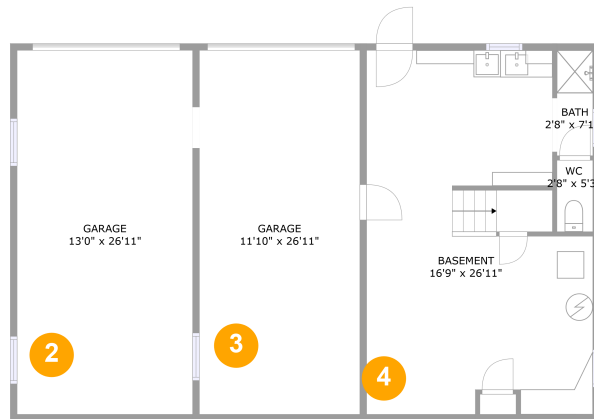 BATH
2'8" x 7'1
WC
2'8" x 5'3
GARAGE
13'0" x 26'11"
GARAGE
11'10" x 26'11"
BASEMENT
16'9" x 26'11"
2
3
4